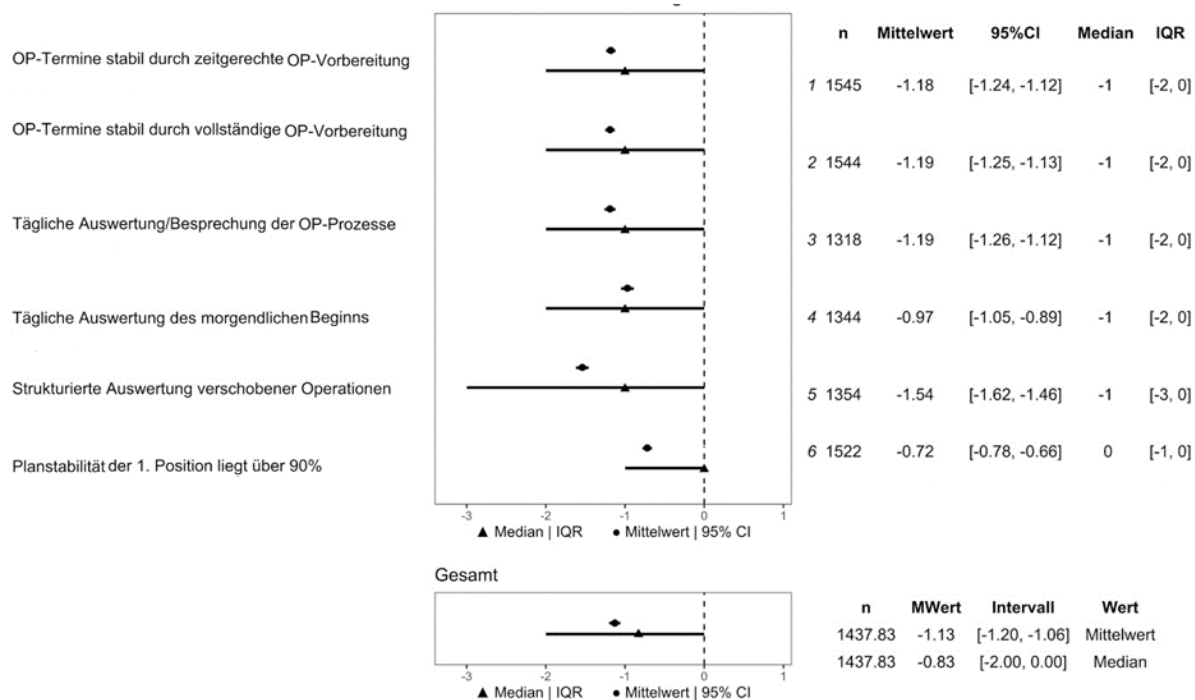 n Mittelwert 95%CI Median IQR
OP-Termine stabil durch zeitgerechte OP-Vorbereitung
1 1545 -1.18 [-1.24, -1.12] -1 [-2, 0]
OP-Termine stabil durch vollständige OP-Vorbereitung
2 1544 -1.19 [-1.25, -1.13] -1 [-2, 0]
Tägliche Auswertung/Besprechung der OP-Prozesse
3 1318 -1.19 [-1.26, -1.12] -1 [-2, 0]
Tägliche Auswertung des morgendlichen Beginns
4 1344 -0.97 [-1.05, -0.89] -1 [-2, 0]
Strukturierte Auswertung verschobener Operationen
5 1354 -1.54 [-1.62, -1.46] -1 [-3, 0]
Planstabilität der 1. Position liegt über 90%
6 1522 -0.72 [-0.78, -0.66] 0 [-1, 0]
-3 -2 -1 0 1
▲ Median | IQR ● Mittelwert | 95% CI
Gesamt
n MWert Intervall Wert
1437.83 -1.13 [-1.20, -1.06] Mittelwert
1437.83 -0.83 [-2.00, 0.00] Median
-3 -2 -1 0 1
▲ Median | IQR ● Mittelwert | 95% CI